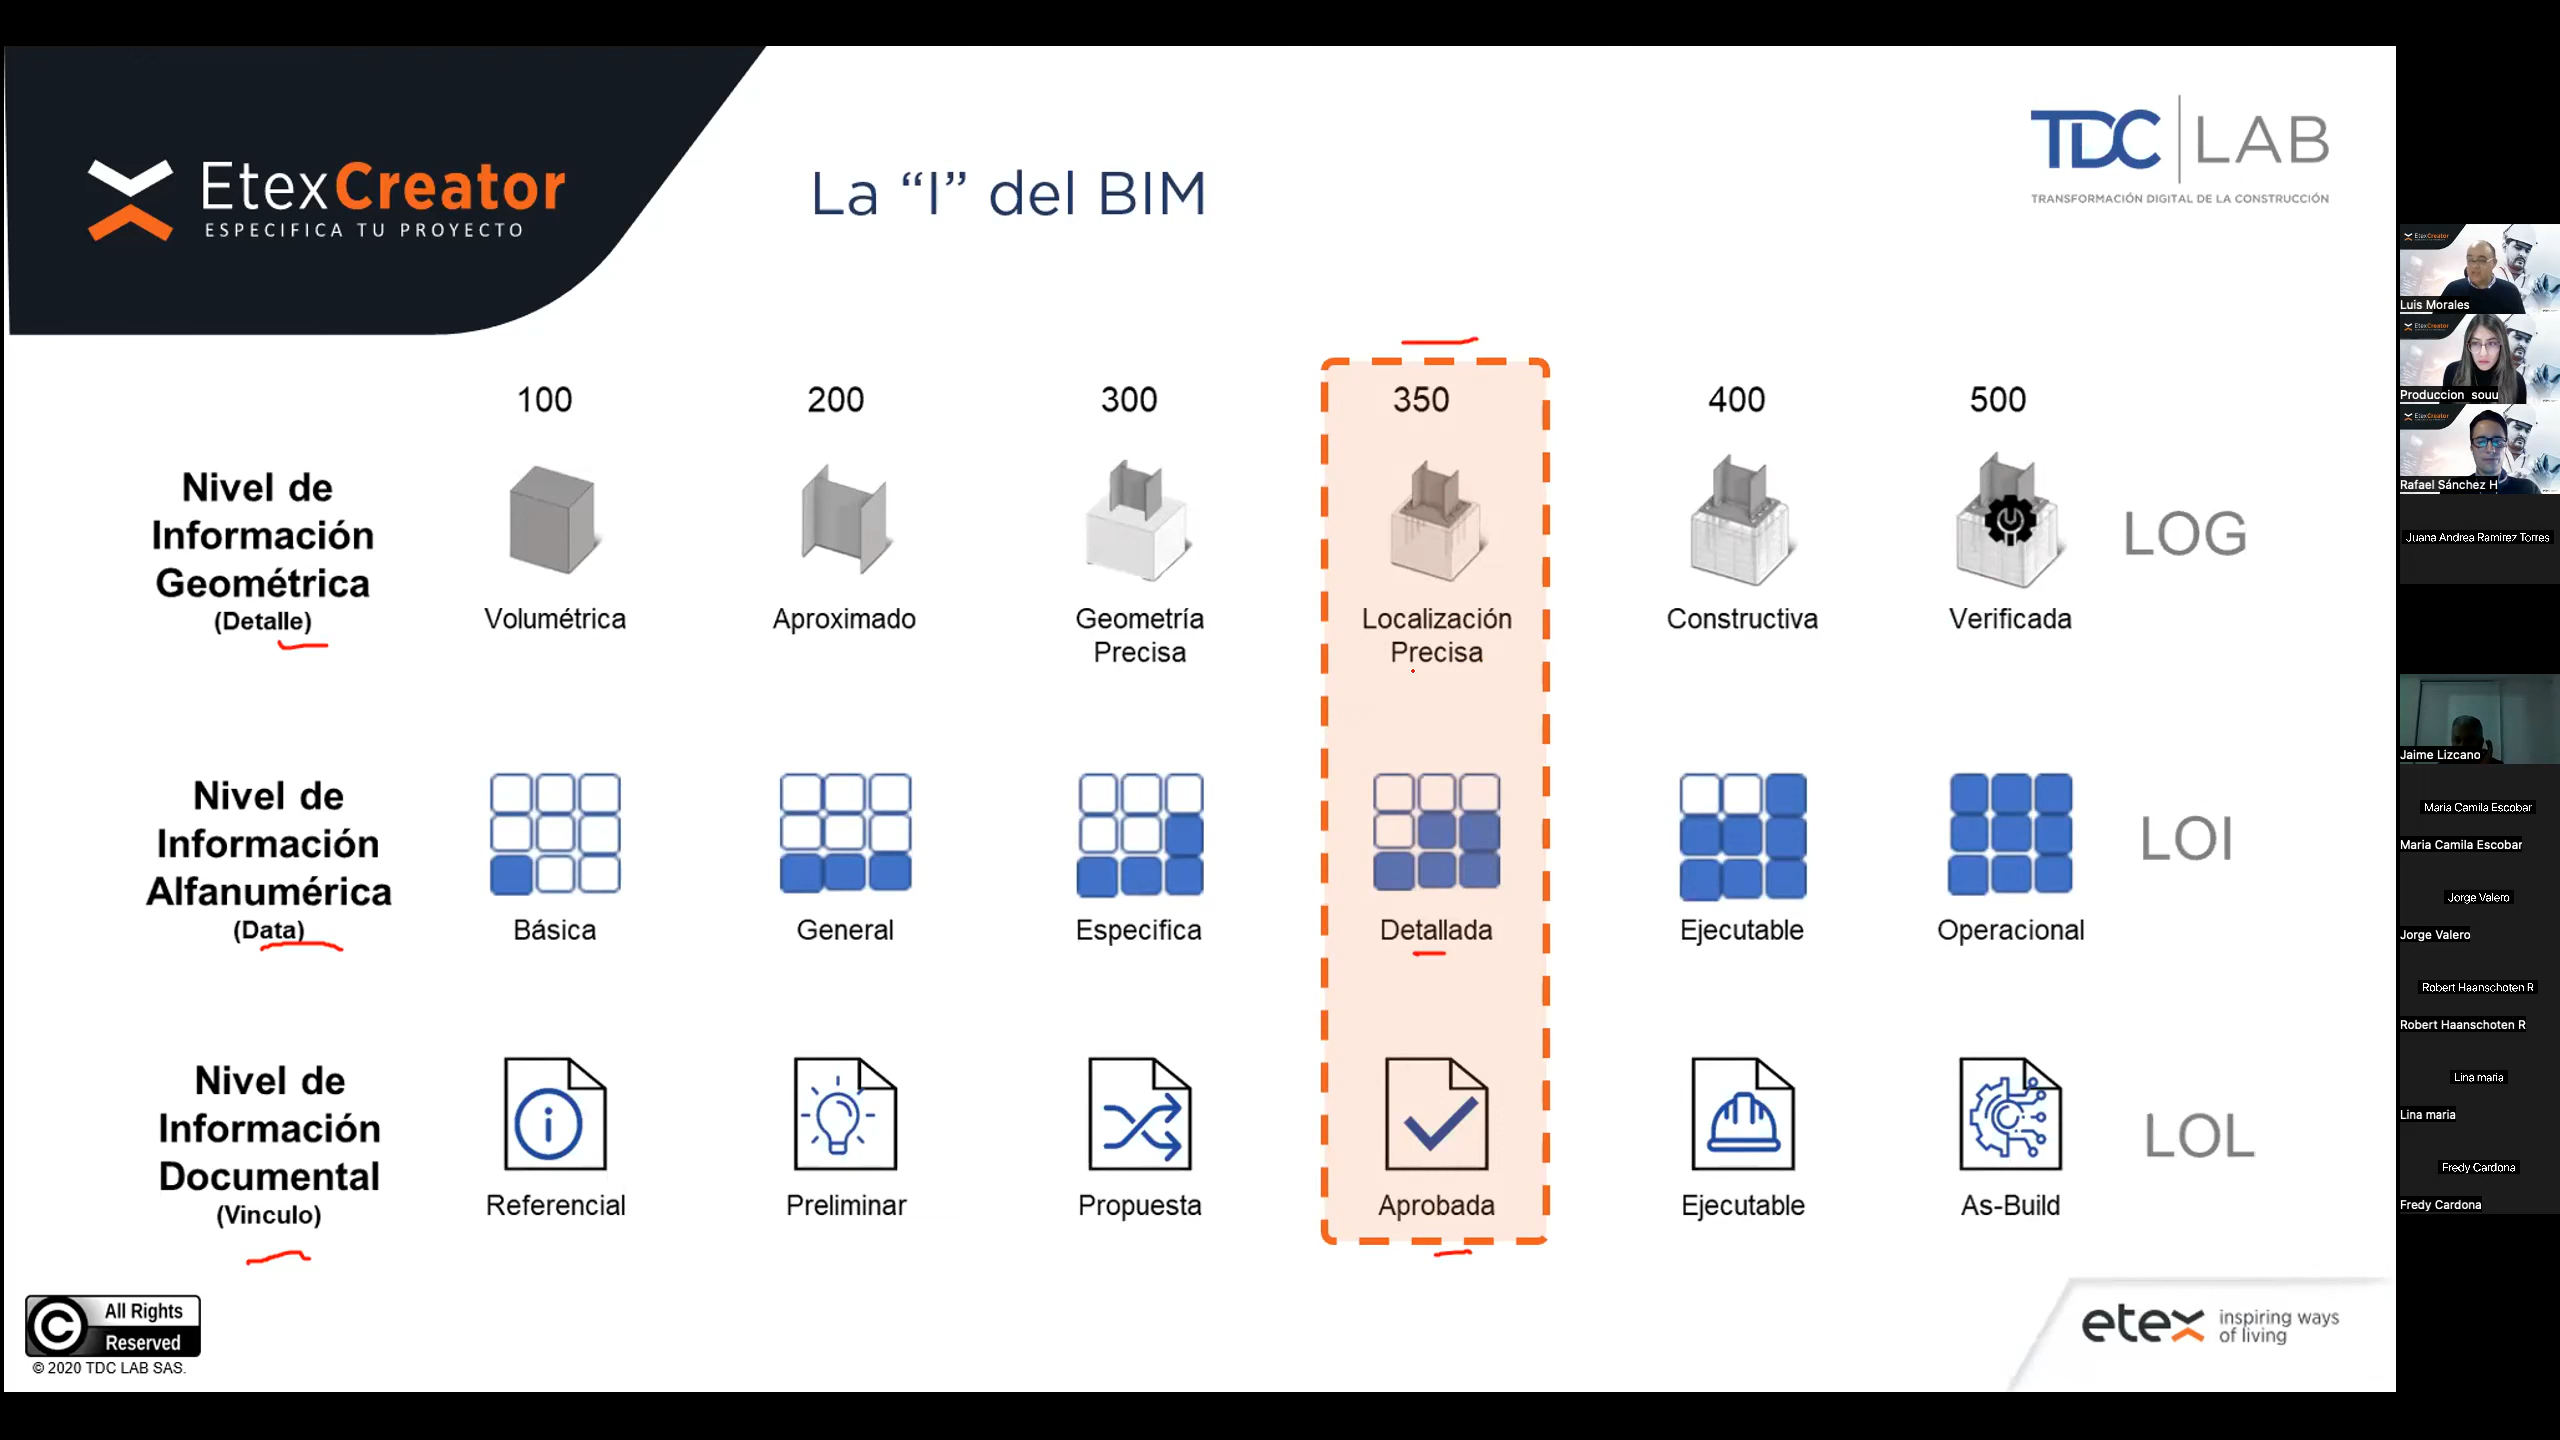 EtexCreator
ESPECIFICA TU PROYECTO
La “I” del BIM
TDC LAB
TRANSFORMACIÓN DIGITAL DE LA CONSTRUCCIÓN
100 200 300 350 400 500
Nivel de
Información
Geométrica
(Detalle)
Volumétrica
Aproximado
Geometría
Precisa
Localización
Precisa
Constructiva
Verificada
LOG
Nivel de
Información
Alfanumérica
(Data)
Básica
General
Especifica
Detallada
Ejecutable
Operacional
LOI
Nivel de
Información
Documental
(Vinculo)
Referencial
Preliminar
Propuesta
Aprobada
Ejecutable
As-Build
LOL
All Rights
Reserved
© 2020 TDC LAB SAS.
etex
inspiring ways
of living
Luis Morales
Produccion souu
Rafael Sánchez H
Juana Andrea Ramirez Torres
Jaime Lizcano
Maria Camila Escobar
Maria Camila Escobar
Jorge Valero
Jorge Valero
Robert Haanschoten R
Robert Haanschoten R
Lina maria
Lina maria
Fredy Cardona
Fredy Cardona